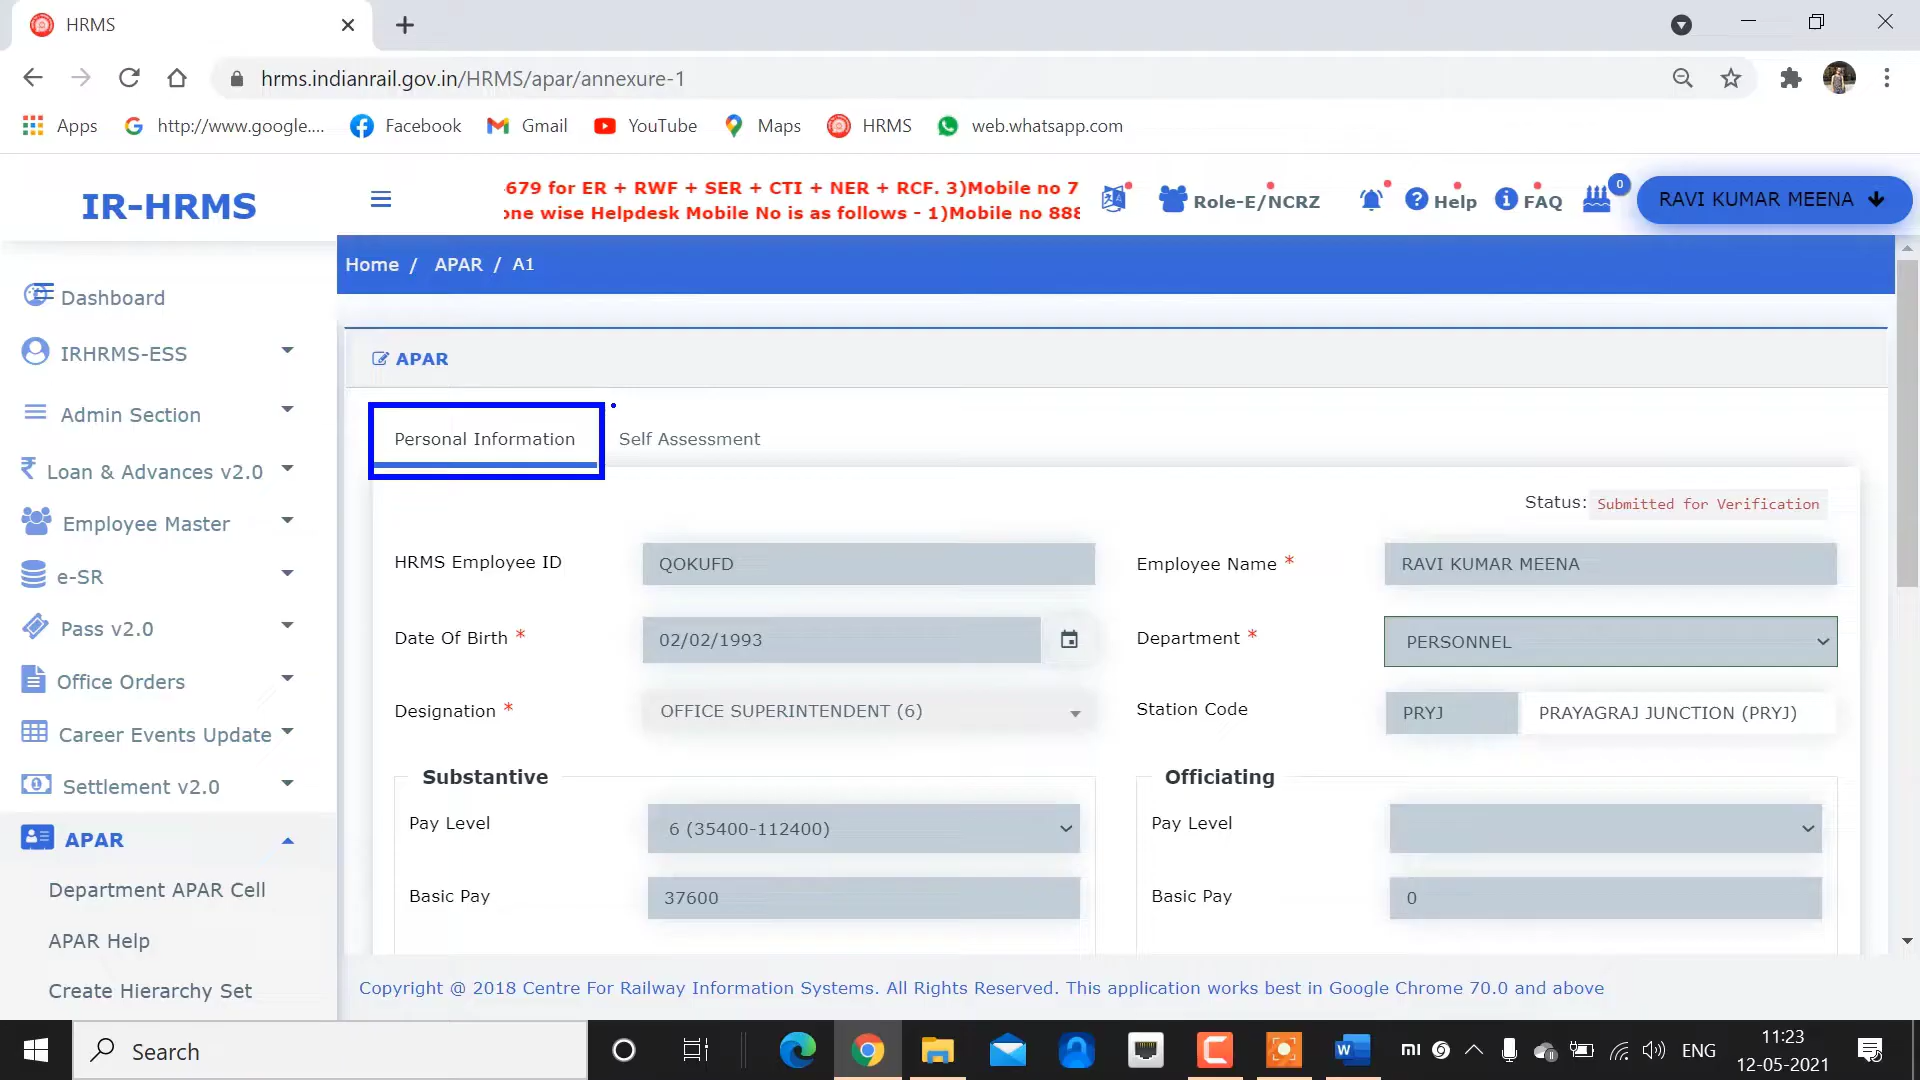 HRMS
hrms.indianrail.gov.in/HRMS/apar/annexure-1
Apps
http://www.google....
Facebook
Gmail
YouTube
Maps
HRMS
web.whatsapp.com
IR-HRMS
679 for ER + RWF + SER + CTI + NER + RCF. 3)Mobile no 7
one wise Helpdesk Mobile No is as follows - 1)Mobile no 888
Role-E/NCRZ
Help
FAQ
0
RAVI KUMAR MEENA
Home / APAR / A1
Dashboard
IRHRMS-ESS
Admin Section
Loan & Advances v2.0
Employee Master
e-SR
Pass v2.0
Office Orders
Career Events Update
Settlement v2.0
APAR
Department APAR Cell
APAR Help
Create Hierarchy Set
APAR
Personal Information
Self Assessment
Status: Submitted for Verification
HRMS Employee ID
QOKUFD
Employee Name *
RAVI KUMAR MEENA
Date Of Birth *
02/02/1993
Department *
PERSONNEL
Designation *
OFFICE SUPERINTENDENT (6)
Station Code
PRYJ
PRAYAGRAJ JUNCTION (PRYJ)
Substantive
Pay Level
6 (35400-112400)
Basic Pay
37600
Officiating
Pay Level
Basic Pay
0
Copyright @ 2018 Centre For Railway Information Systems. All Rights Reserved. This application works best in Google Chrome 70.0 and above
Search
ENG
11:23
12-05-2021